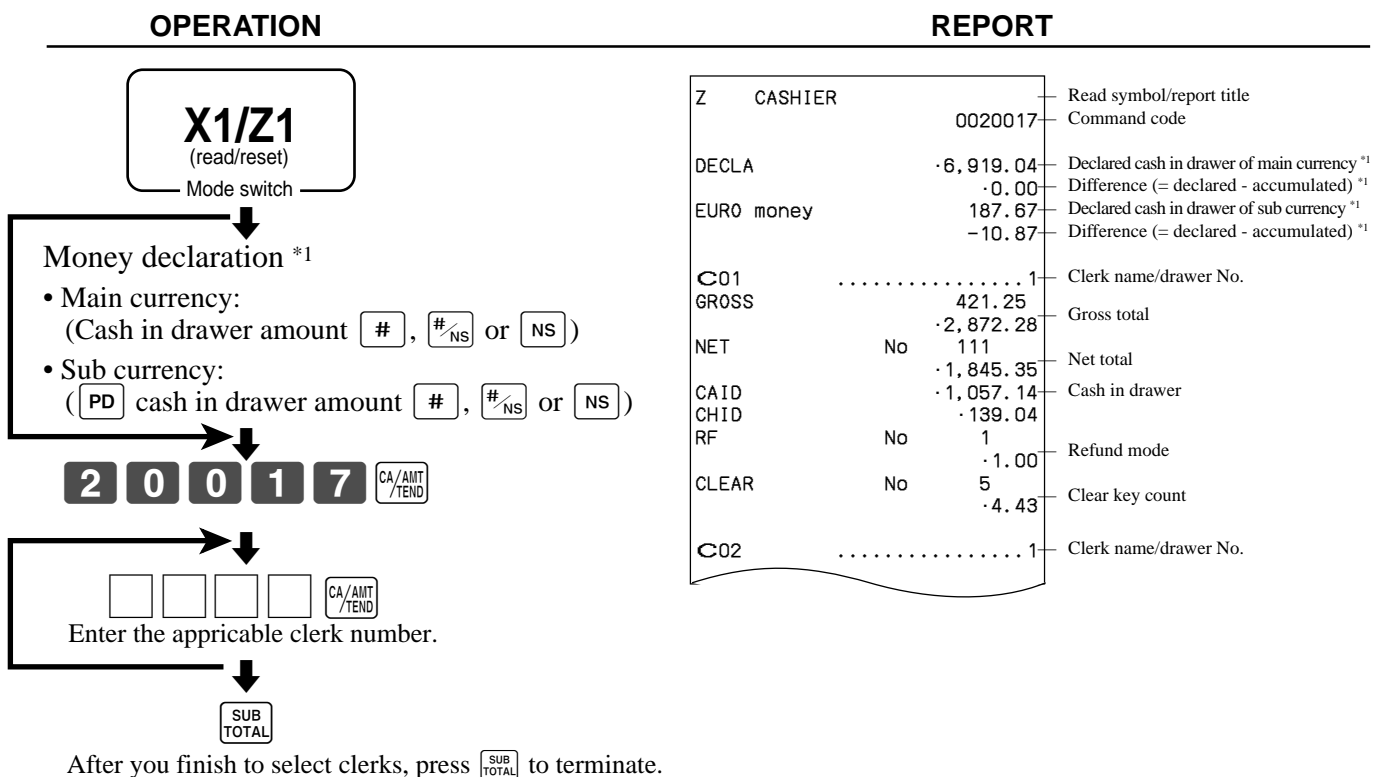 OPERATION
X1/Z1
(read/reset)
Mode switch
Money declaration *1
• Main currency:
(Cash in drawer amount #, #/NS or NS)
• Sub currency:
(PD cash in drawer amount #, #/NS or NS)
2 0 0 1 7 CA/AMT/TEND
CA/AMT/TEND
Enter the appricable clerk number.
SUB TOTAL
After you finish to select clerks, press SUB TOTAL to terminate.
REPORT
Z CASHIER Read symbol/report title
0020017 Command code
DECLA ·6,919.04 Declared cash in drawer of main currency *1
·0.00 Difference (= declared - accumulated) *1
EURO money 187.67 Declared cash in drawer of sub currency *1
-10.87 Difference (= declared - accumulated) *1
C01 ................1 Clerk name/drawer No.
GROSS 421.25
Gross total
·2,872.28
NET No 111
Net total
·1,845.35
CAID ·1,057.14 Cash in drawer
CHID ·139.04
RF No 1
Refund mode
·1.00
CLEAR No 5
Clear key count
·4.43
C02 ................1 Clerk name/drawer No.